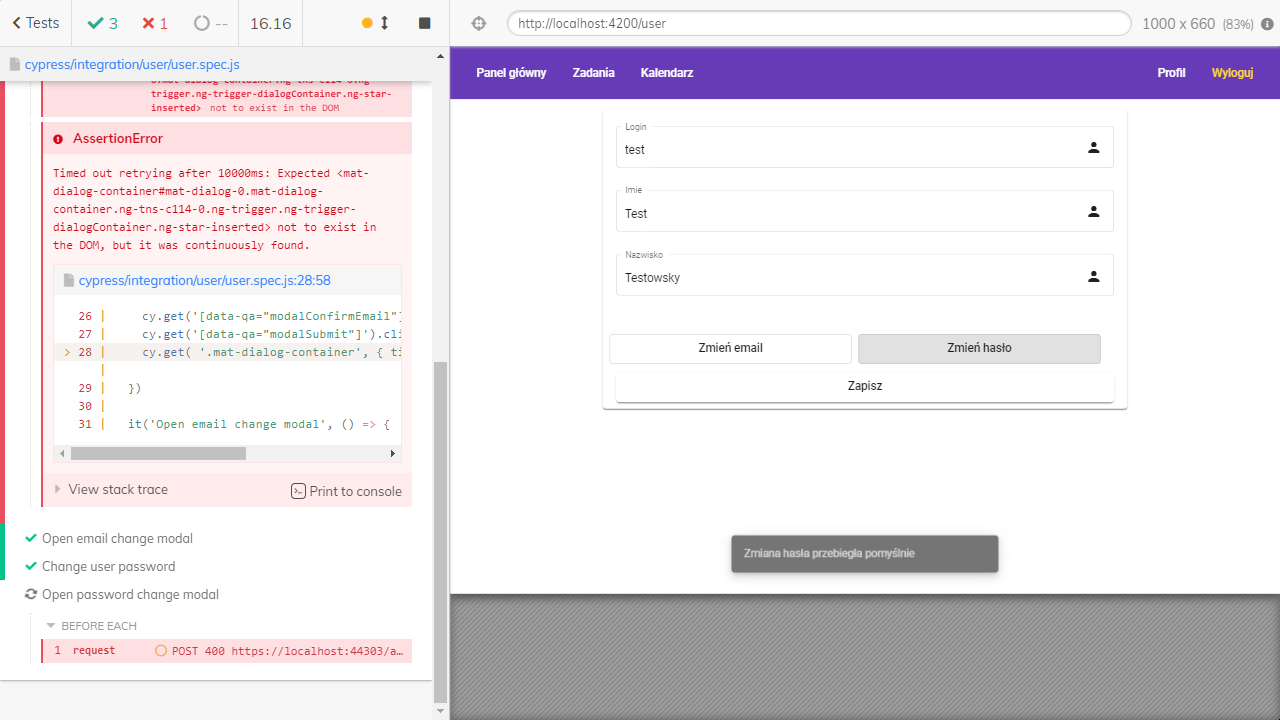 Tests
3
1
--
16.16
http://localhost:4200/user
1000 x 660 (83%)
cypress/integration/user/user.spec.js
trigger.ng-trigger-dialogContainer.ng-star-
inserted> not to exist in the DOM
AssertionError
Timed out retrying after 10000ms: Expected <mat-
dialog-container#mat-dialog-0.mat-dialog-
container.ng-tns-c114-0.ng-trigger.ng-trigger-
dialogContainer.ng-star-inserted> not to exist in
the DOM, but it was continuously found.
cypress/integration/user/user.spec.js:28:58
26 | cy.get('[data-qa="modalConfirmEmail"]
27 | cy.get('[data-qa="modalSubmit"]').cli
> 28 | cy.get( '.mat-dialog-container', { ti
|
29 | })
30 |
31 | it('Open email change modal', () => {
View stack trace
Print to console
Open email change modal
Change user password
Open password change modal
BEFORE EACH
1 request POST 400 https://localhost:44303/a…
Panel główny Zadania Kalendarz Profil Wyloguj
Login
test
Imie
Test
Nazwisko
Testowsky
Zmień email Zmień hasło
Zapisz
Zmiana hasła przebiegła pomyślnie